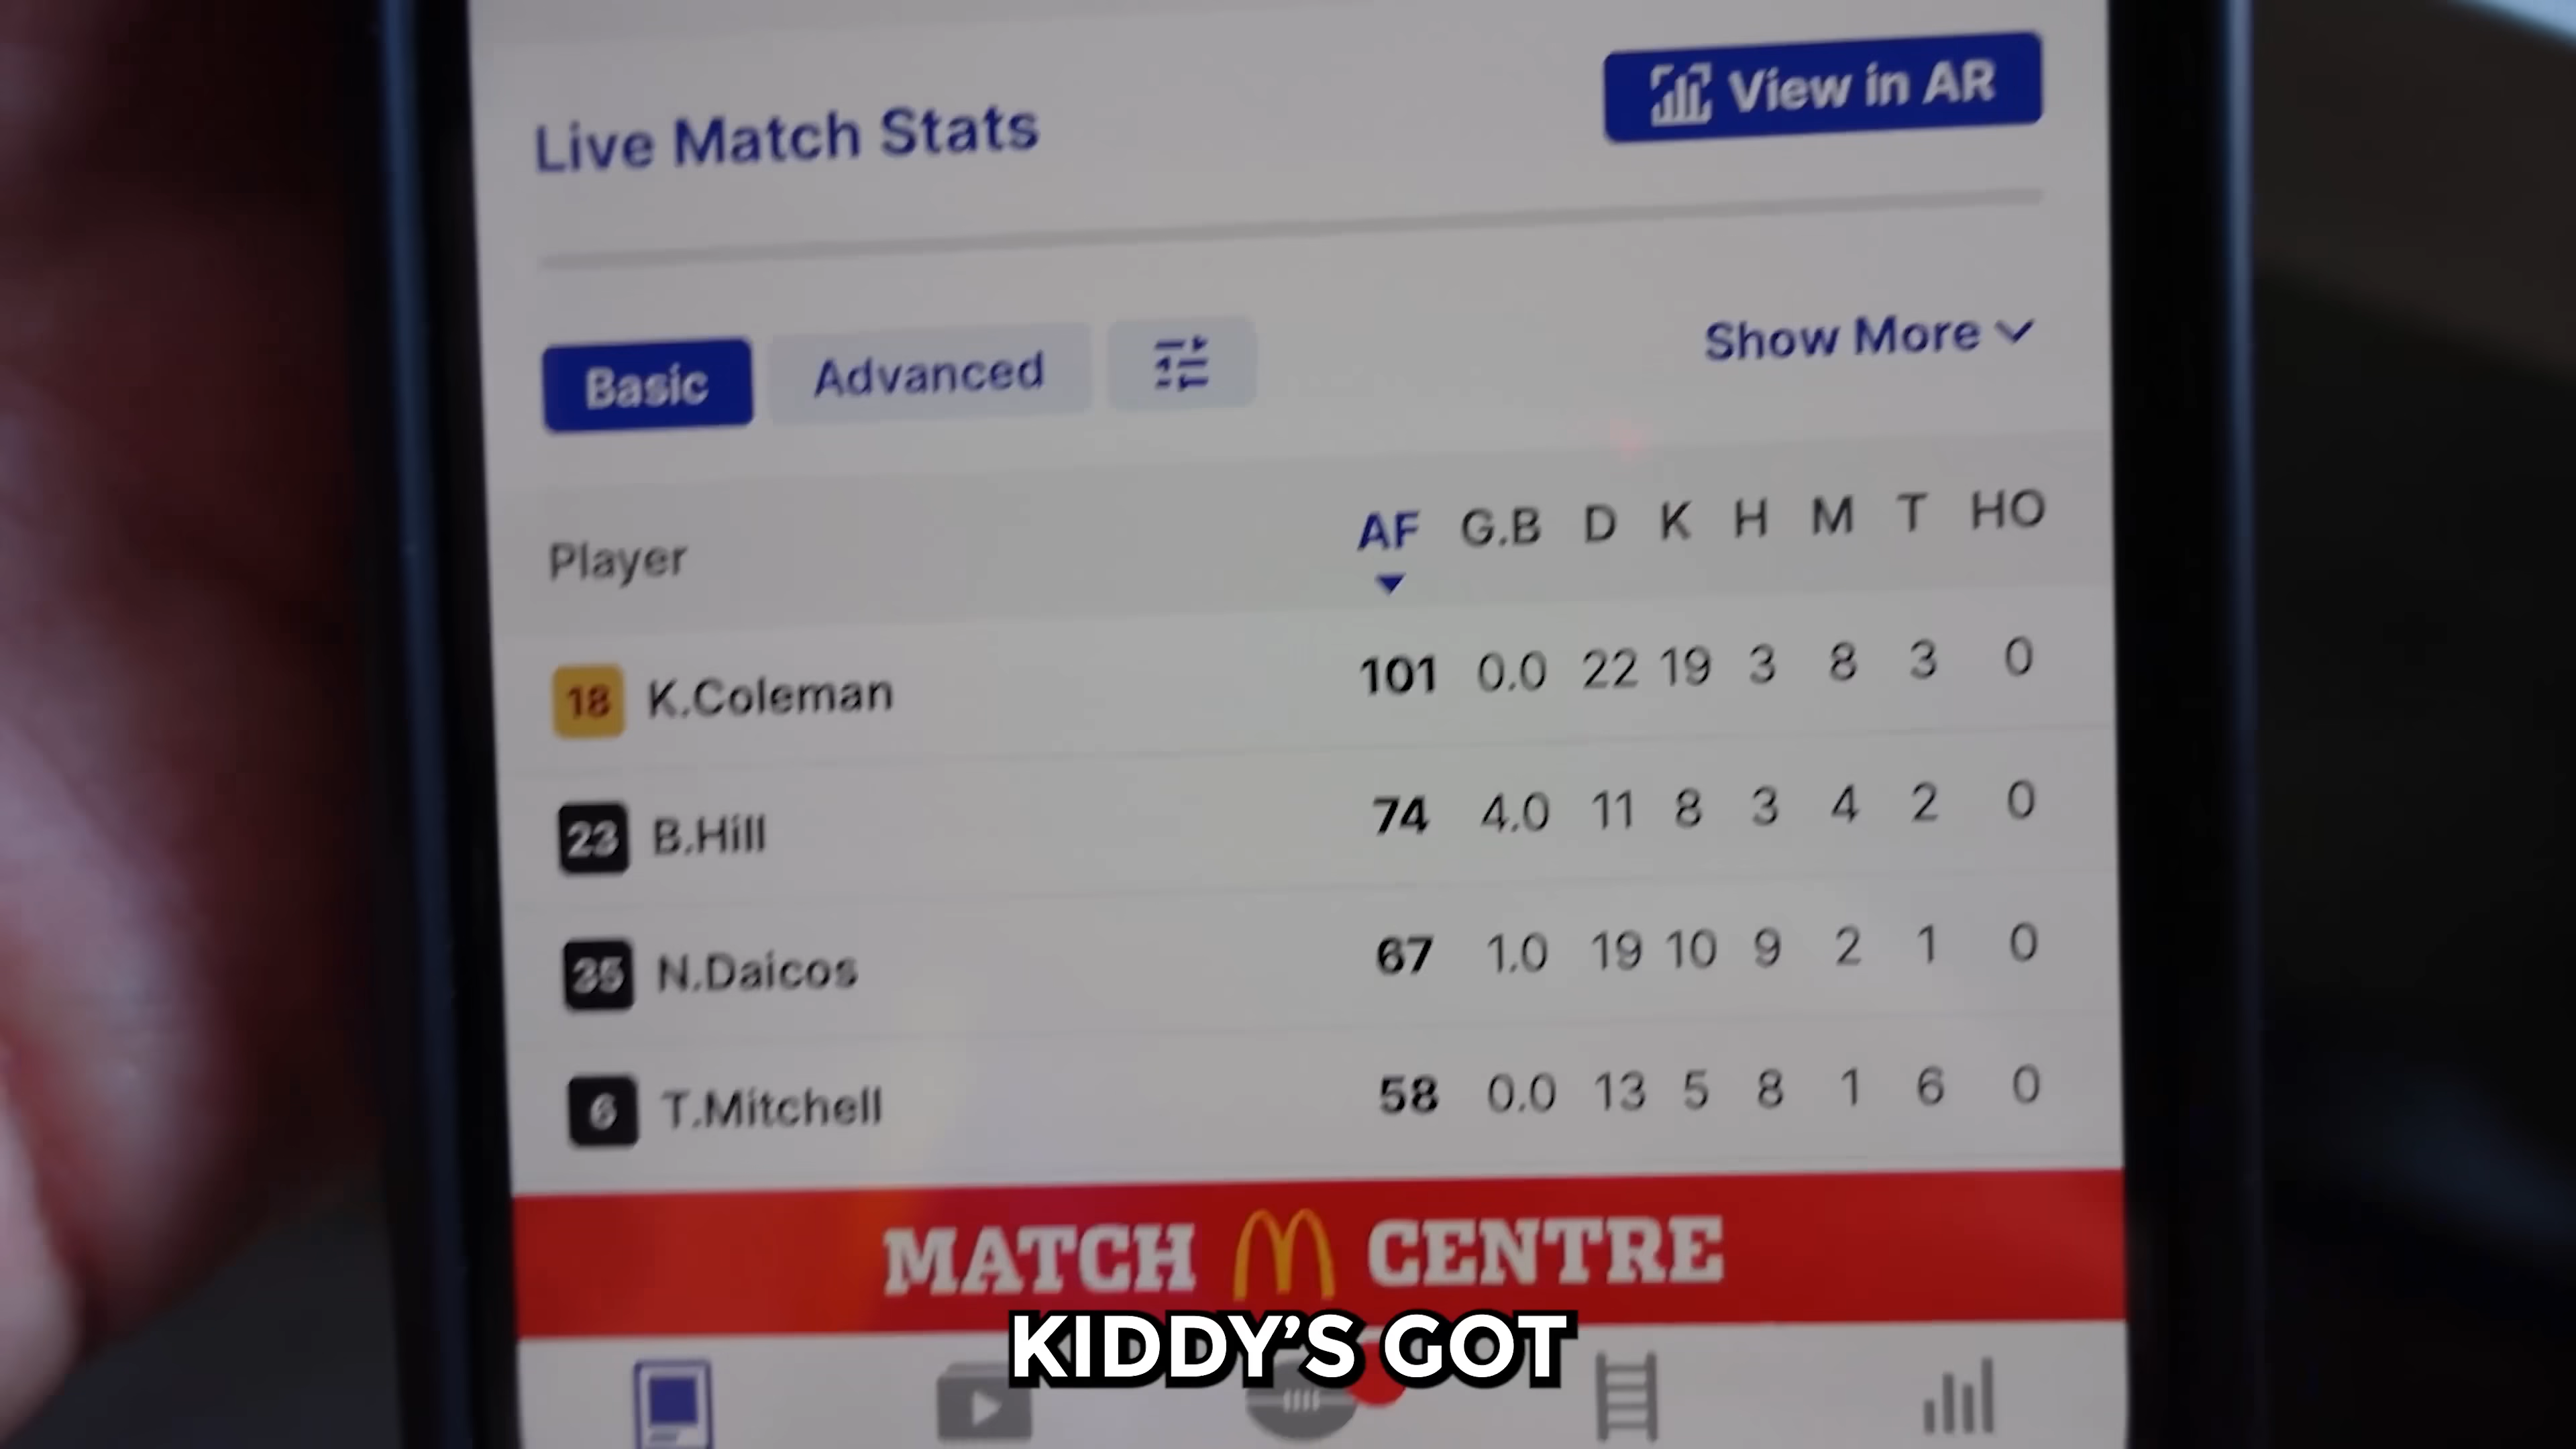 Live Match Stats
View in AR
Basic Advanced
Show More
Player AF G.B D K H M T HO
18 K.Coleman 101 0.0 22 19 3 8 3 0
23 B.Hill 74 4.0 11 8 3 4 2 0
35 N.Daicos 67 1.0 19 10 9 2 1 0
6 T.Mitchell 58 0.0 13 5 8 1 6 0
MATCH CENTRE
KIDDY’S GOT